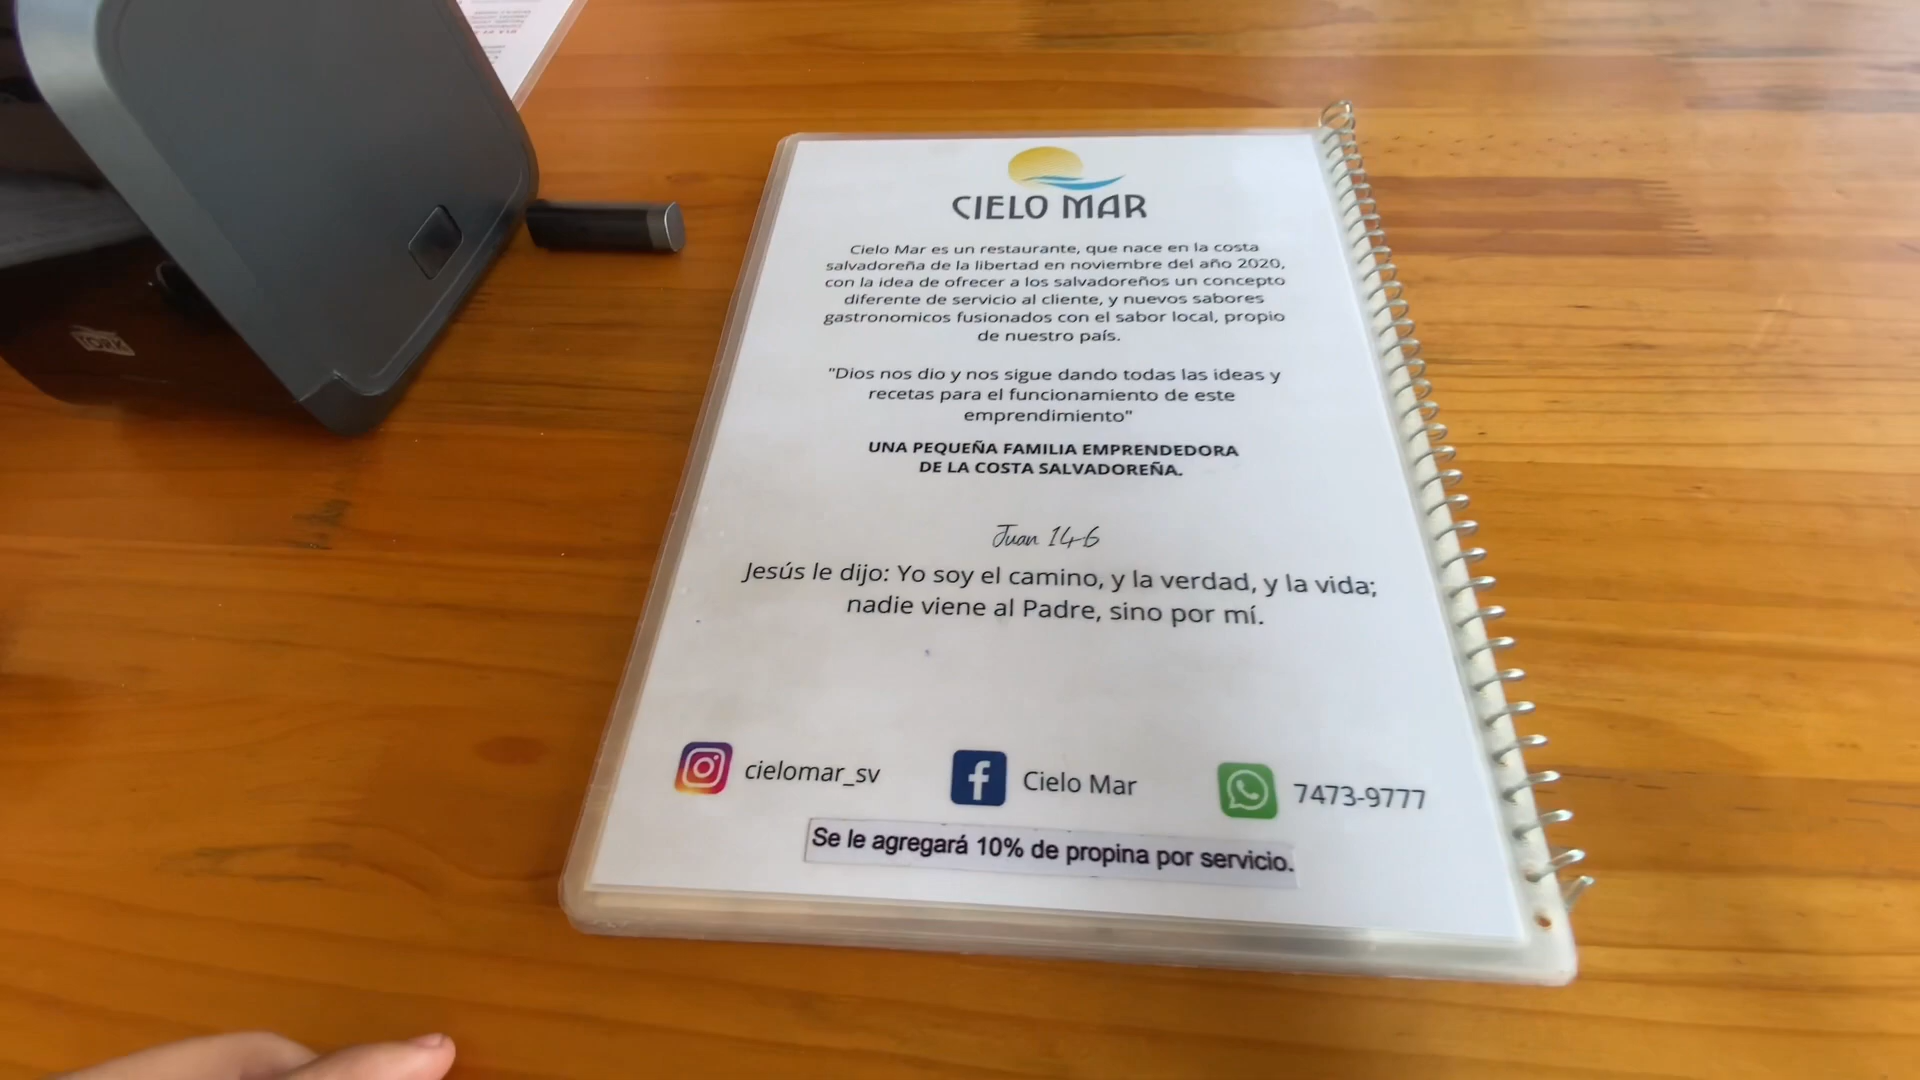 CIELO MAR
Cielo Mar es un restaurante, que nace en la costa
salvadoreña de la libertad en noviembre del año 2020,
con la idea de ofrecer a los salvadoreños un concepto
diferente de servicio al cliente, y nuevos sabores
gastronomicos fusionados con el sabor local, propio
de nuestro país.
"Dios nos dio y nos sigue dando todas las ideas y
recetas para el funcionamiento de este
emprendimiento"
UNA PEQUEÑA FAMILIA EMPRENDEDORA
DE LA COSTA SALVADOREÑA.
Juan 14-6
Jesús le dijo: Yo soy el camino, y la verdad, y la vida;
nadie viene al Padre, sino por mí.
cielomar_sv
Cielo Mar
7473-9777
Se le agregará 10% de propina por servicio.
TORK